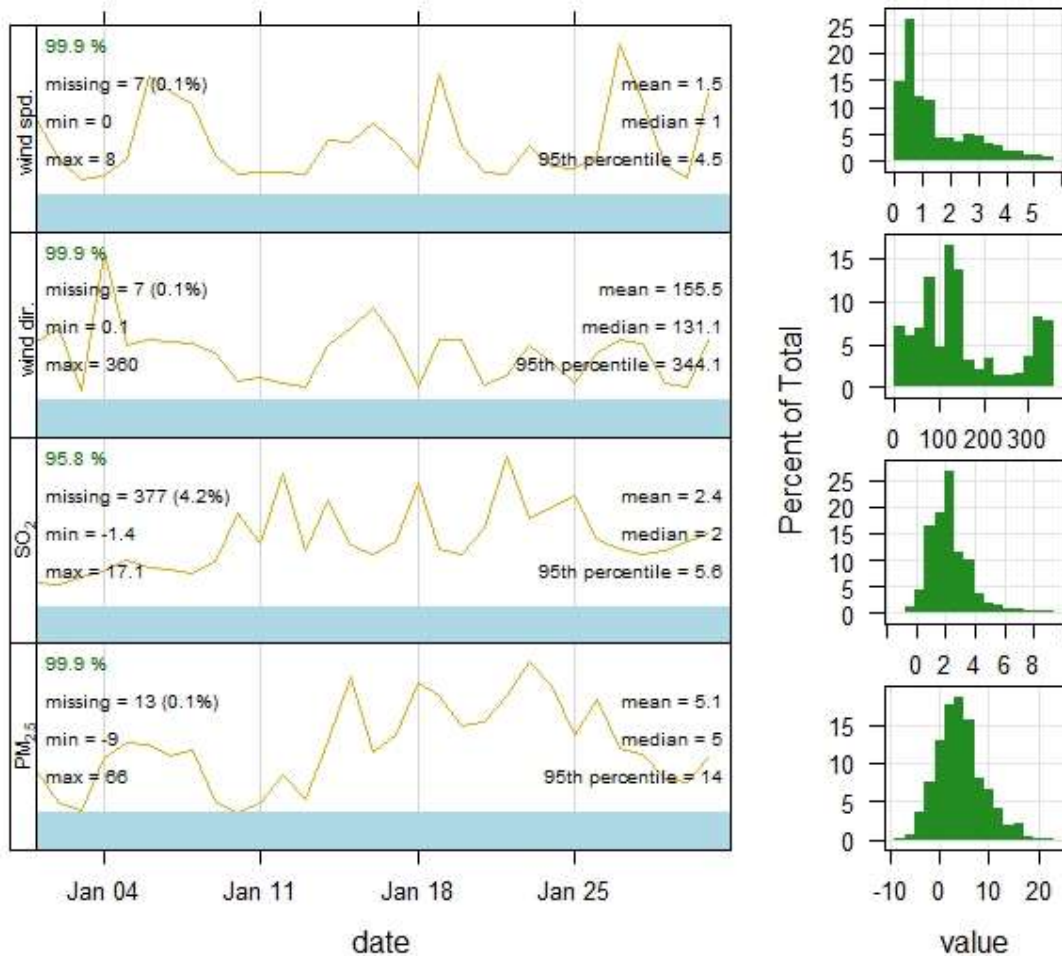 wind spd.
99.9 %
missing = 7 (0.1%)
min = 0
max = 8
mean = 1.5
median = 1
95th percentile = 4.5
wind dir.
99.9 %
missing = 7 (0.1%)
min = 0.1
max = 360
mean = 155.5
median = 131.1
95th percentile = 344.1
SO2
95.8 %
missing = 377 (4.2%)
min = -1.4
max = 17.1
mean = 2.4
median = 2
95th percentile = 5.6
PM2.5
99.9 %
missing = 13 (0.1%)
min = -9
max = 66
mean = 5.1
median = 5
95th percentile = 14
Jan 04 Jan 11 Jan 18 Jan 25
date
Percent of Total
25
20
15
10
5
0
0 1 2 3 4 5
15
10
5
0
0 100 200 300
25
20
15
10
5
0
0 2 4 6 8
15
10
5
0
-10 0 10 20
value